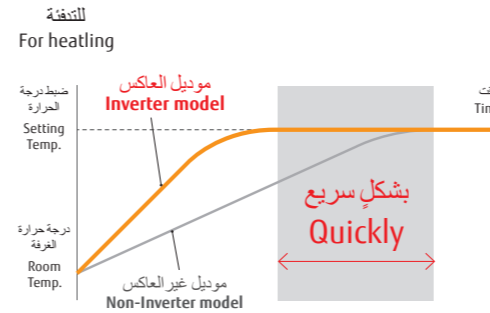 للتدفئة
For heatling
موديل العاكس
Inverter model
ضبط درجة
الحرارة
Setting
Temp.
بشكلٍ سريع
Quickly
درجة حرارة
الغرفة
Room
Temp.
موديل غير العاكس
Non-Inverter model